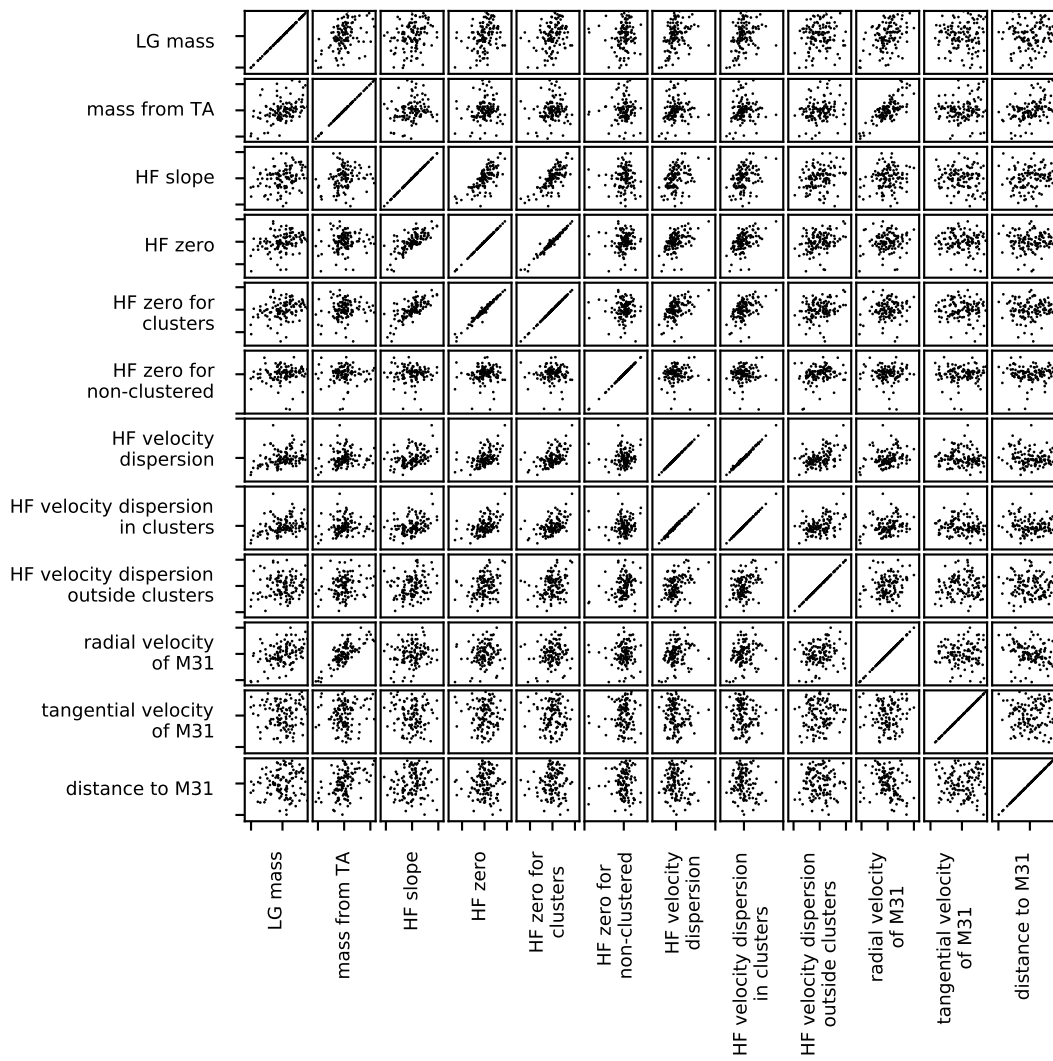 LG mass
mass from TA
HF slope
HF zero
HF zero for
clusters
HF zero for
non-clustered
HF velocity
dispersion
HF velocity dispersion
in clusters
HF velocity dispersion
outside clusters
radial velocity
of M31
tangential velocity
of M31
distance to M31
LG mass
mass from TA
HF slope
HF zero
HF zero for
clusters
HF zero for
non-clustered
HF velocity
dispersion
HF velocity dispersion
in clusters
HF velocity dispersion
outside clusters
radial velocity
of M31
tangential velocity
of M31
distance to M31